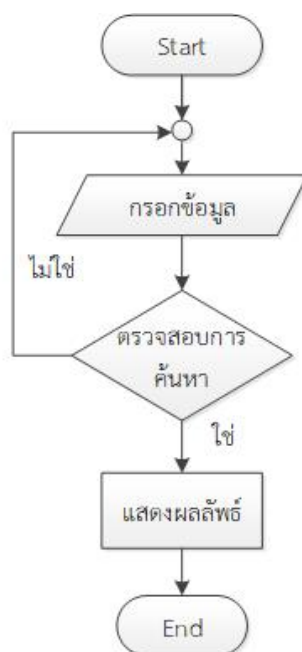 Start
กรอกข้อมูล
ไม่ใช่
ตรวจสอบการ
ค้นหา
ใช่
แสดงผลลัพธ์
End